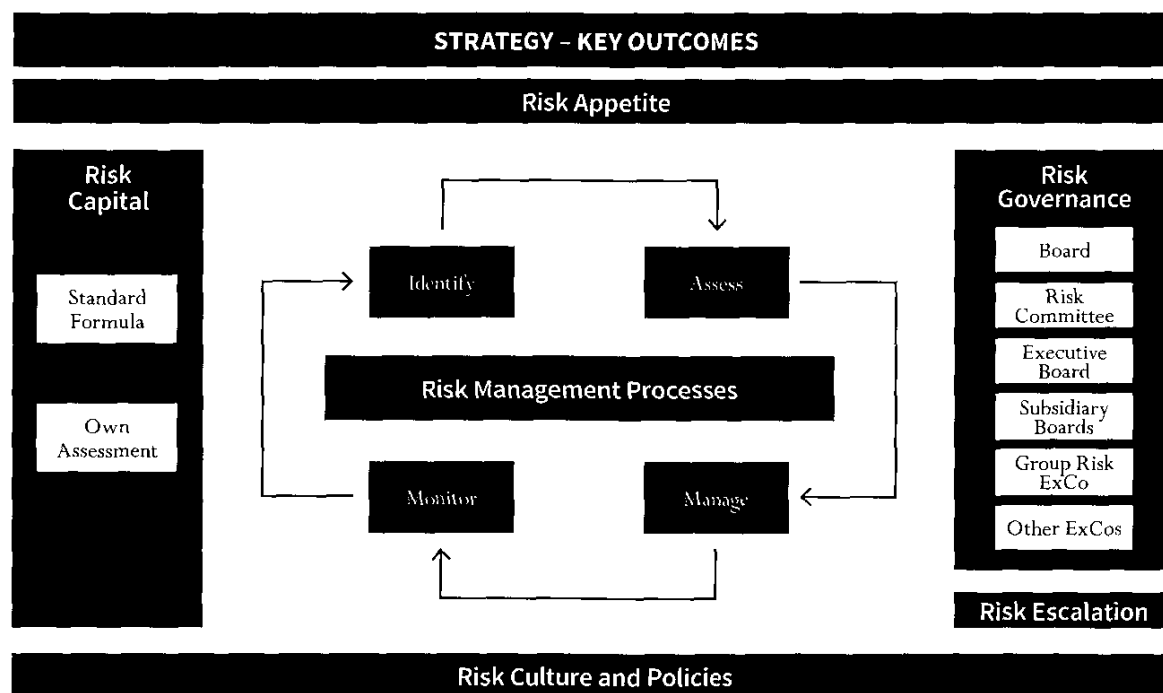 STRATEGY – KEY OUTCOMES
Risk Appetite
Risk
Capital
Standard
Formula
Own
Assessment
Identify
Assess
Risk Management Processes
Monitor
Manage
Risk
Governance
Board
Risk
Committee
Executive
Board
Subsidiary
Boards
Group Risk
ExCo
Other ExCos
Risk Escalation
Risk Culture and Policies